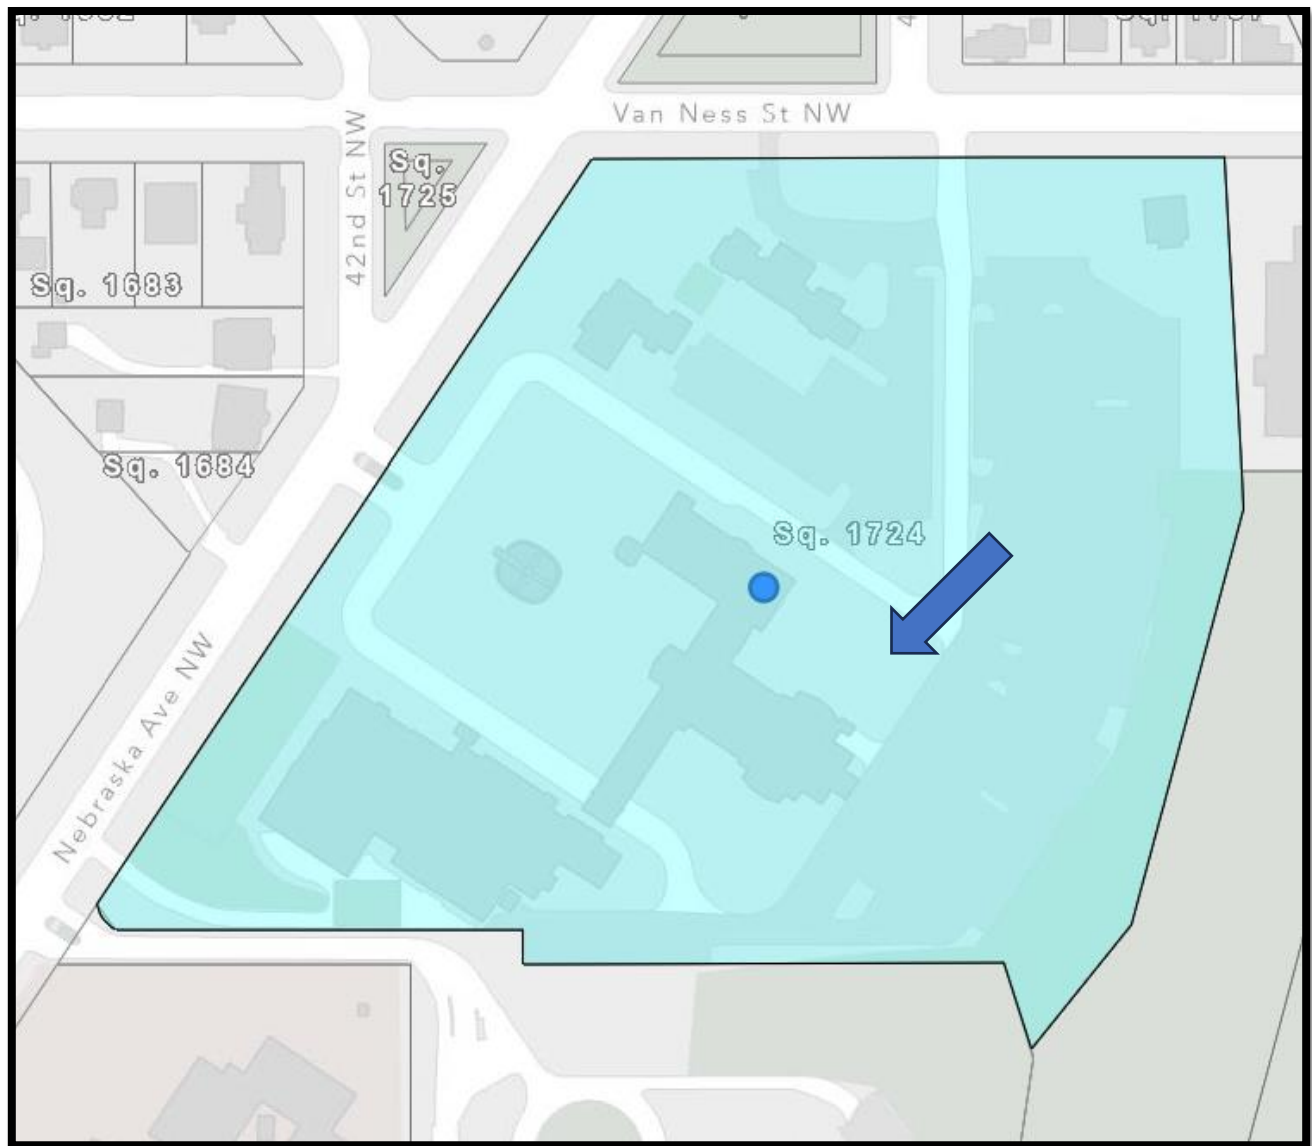 Van Ness St NW
42nd St NW
Sq.
1725
Sq. 1683
Sq. 1684
Sq. 1724
Nebraska Ave NW